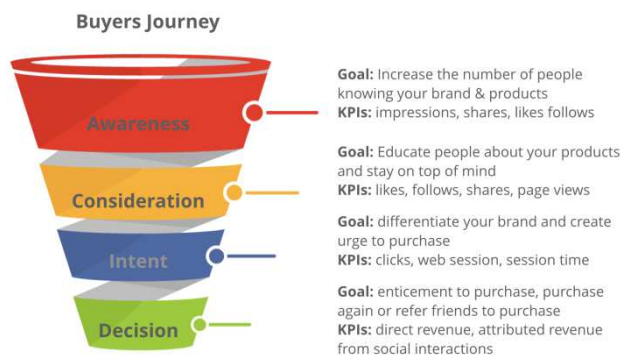 Buyers Journey
Awareness
Goal: Increase the number of people
knowing your brand & products
KPIs: impressions, shares, likes follows
Consideration
Goal: Educate people about your products
and stay on top of mind
KPIs: likes, follows, shares, page views
Intent
Goal: differentiate your brand and create
urge to purchase
KPIs: clicks, web session, session time
Decision
Goal: enticement to purchase, purchase
again or refer friends to purchase
KPIs: direct revenue, attributed revenue
from social interactions